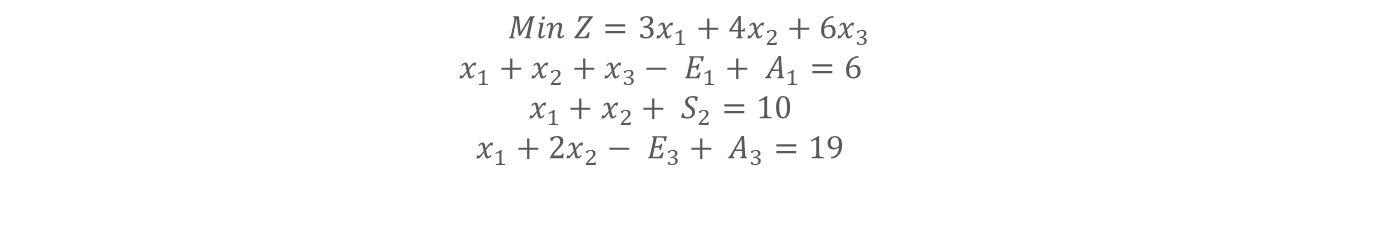 Min Z = 3x₁ + 4x₂ + 6x₃
x₁ + x₂ + x₃ − E₁ + A₁ = 6
x₁ + x₂ + S₂ = 10
x₁ + 2x₂ − E₃ + A₃ = 19